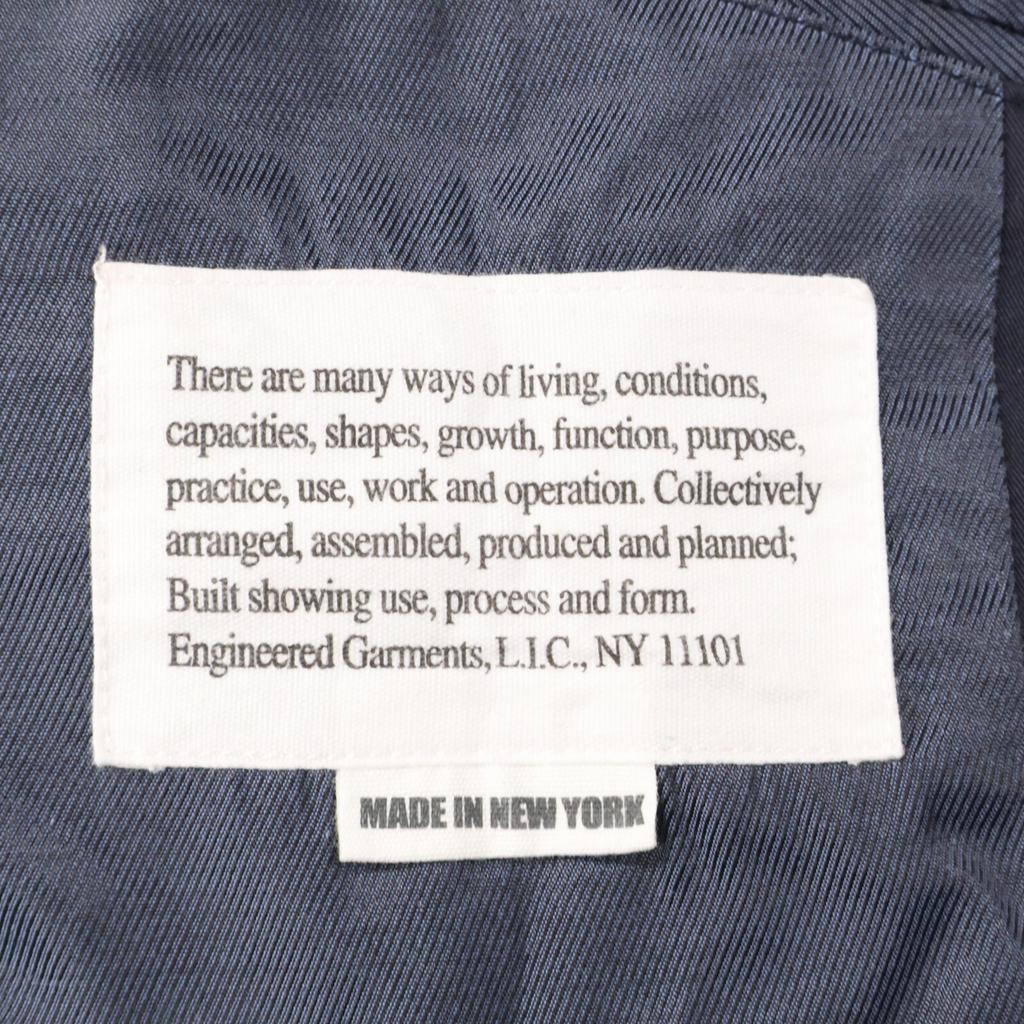 There are many ways of living, conditions,
capacities, shapes, growth, function, purpose,
practice, use, work and operation. Collectively
arranged, assembled, produced and planned;
Built showing use, process and form.
Engineered Garments, L.I.C., NY 11101
MADE IN NEW YORK